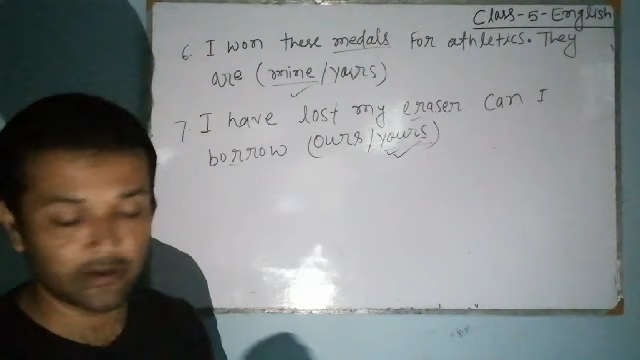 Class-5-English
6. I won these medals for athletics. They
are (mine/yours)
7. I have lost my eraser can I
borrow (ours/yours)